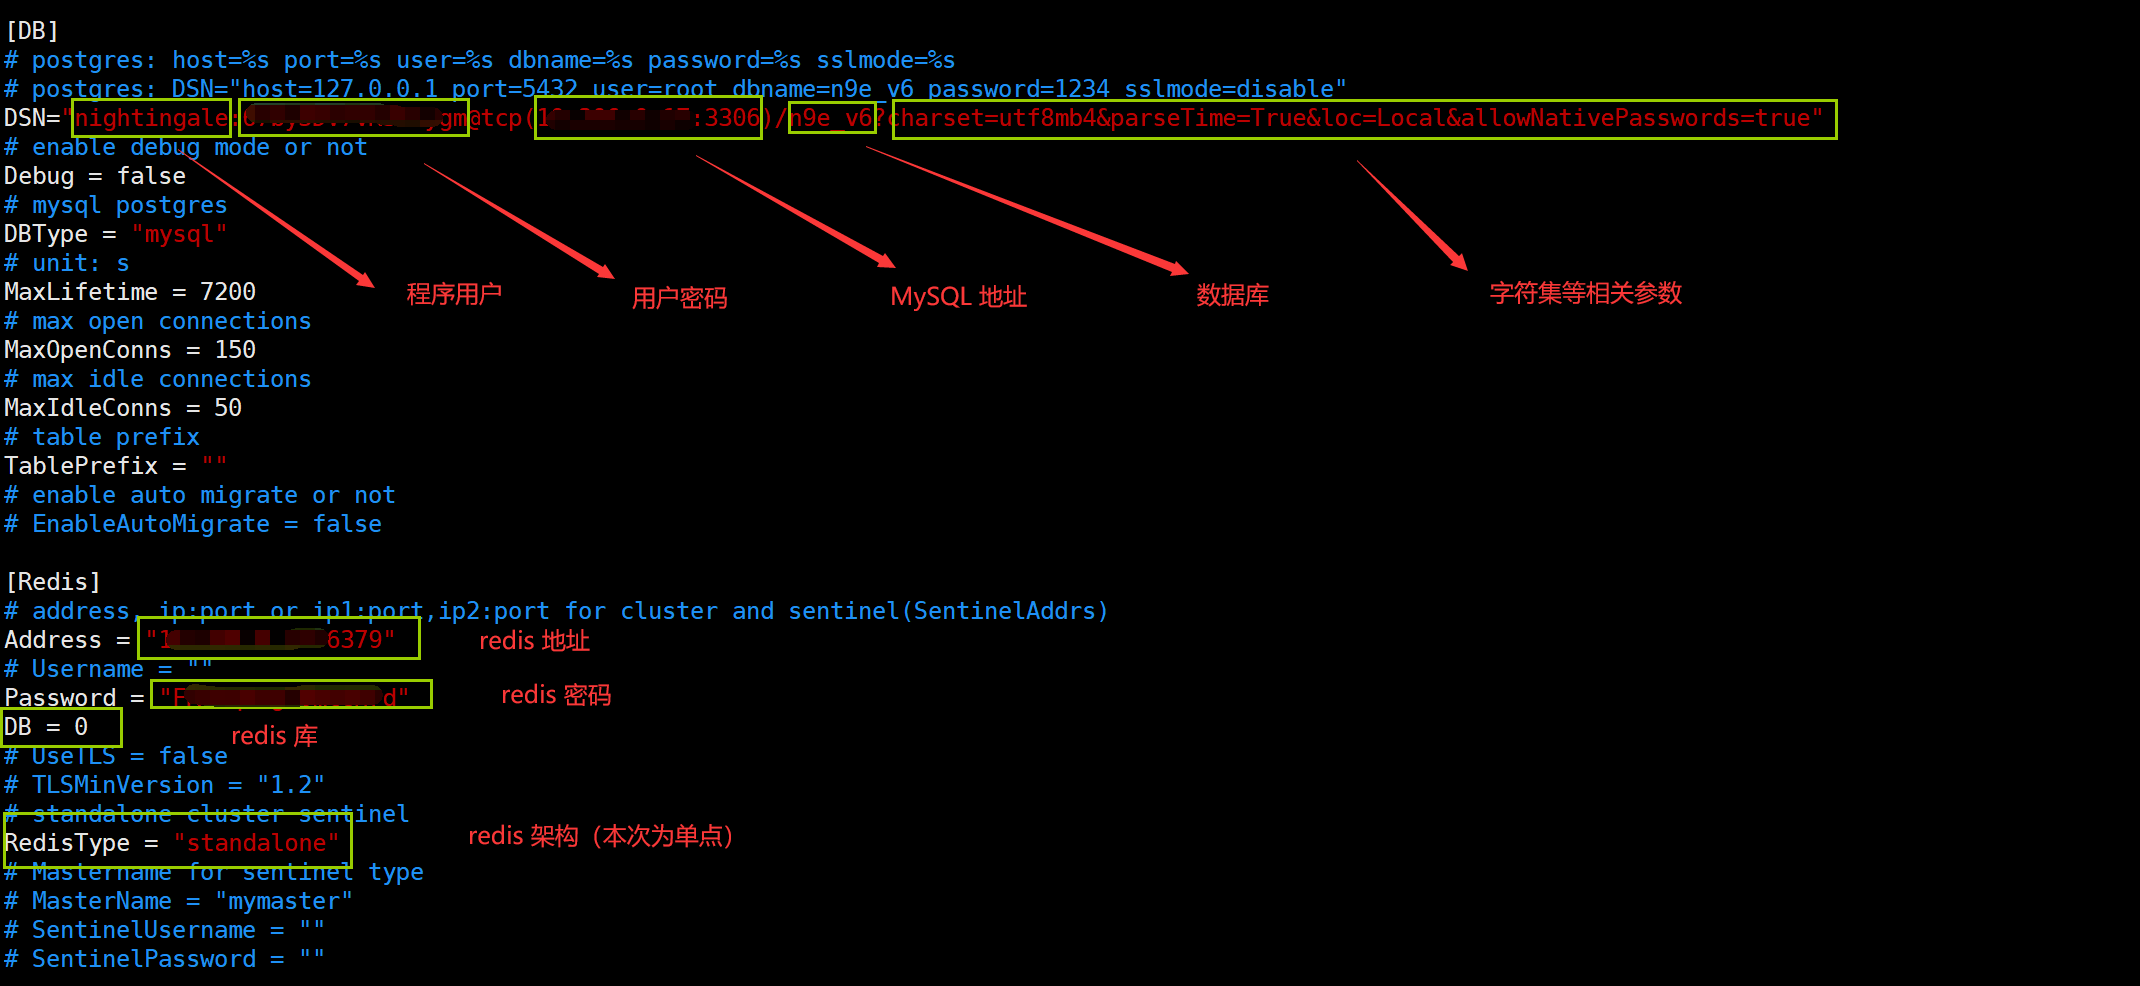 [DB]
# postgres: host=%s port=%s user=%s dbname=%s password=%s sslmode=%s
# postgres: DSN="host=127.0.0.1 port=5432 user=root dbname=n9e_v6 password=1234 sslmode=disable"
DSN="nightingale: gm@tcp( :3306)/n9e_v6?charset=utf8mb4&parseTime=True&loc=Local&allowNativePasswords=true"
# enable debug mode or not
Debug = false
# mysql postgres
DBType = "mysql"
# unit: s
MaxLifetime = 7200
程序用户 用户密码 MySQL 地址 数据库 字符集等相关参数
# max open connections
MaxOpenConns = 150
# max idle connections
MaxIdleConns = 50
# table prefix
TablePrefix = ""
# enable auto migrate or not
# EnableAutoMigrate = false
[Redis]
# address, ip:port or ip1:port,ip2:port for cluster and sentinel(SentinelAddrs)
Address = "1 6379" redis 地址
# Username = ""
Password = " d" redis 密码
DB = 0 redis 库
# UseTLS = false
# TLSMinVersion = "1.2"
# standalone cluster sentinel
RedisType = "standalone" redis 架构（本次为单点）
# Mastername for sentinel type
# MasterName = "mymaster"
# SentinelUsername = ""
# SentinelPassword = ""